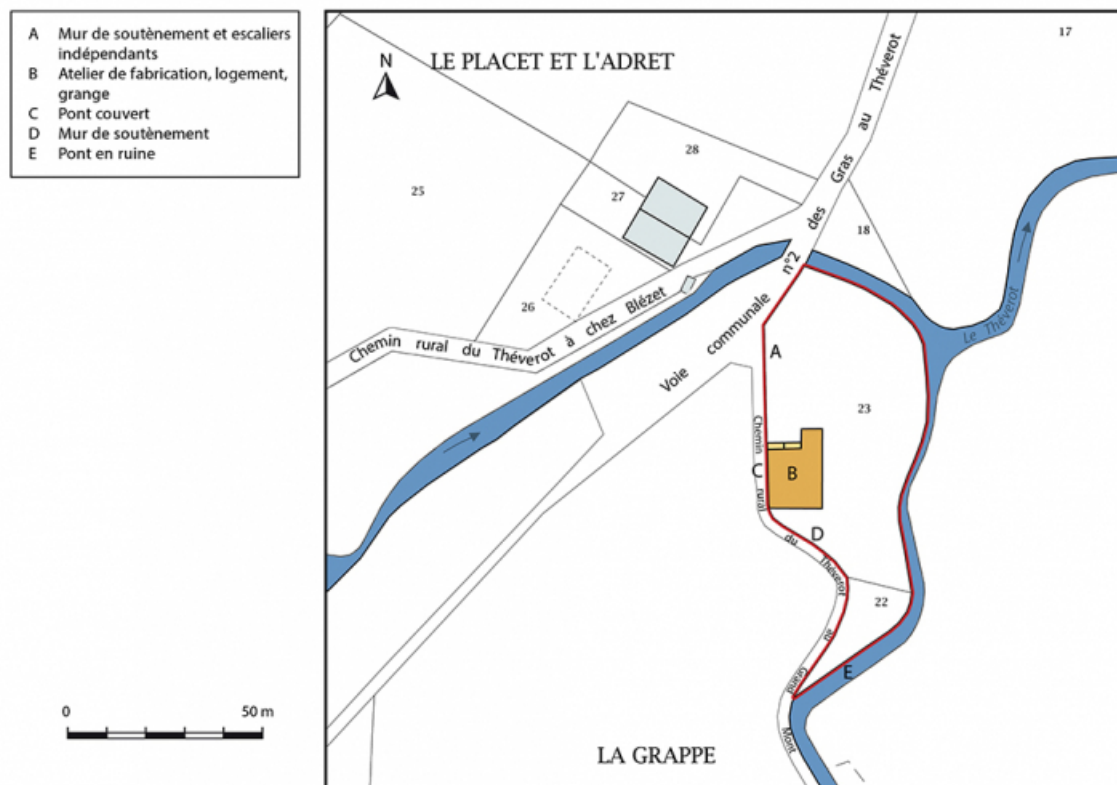 A Mur de soutènement et escaliers
indépendants
B Atelier de fabrication, logement,
grange
C Pont couvert
D Mur de soutènement
E Pont en ruine
0 50 m
N
LE PLACET ET L'ADRET
17
25
28
27
26
18
Voie communale n°2 des Gras au Théverot
Chemin rural du Théverot à chez Blézet
Le Théverot
A
23
C
B
D
Chemin rural du Théverot au Grand Mont
22
E
LA GRAPPE